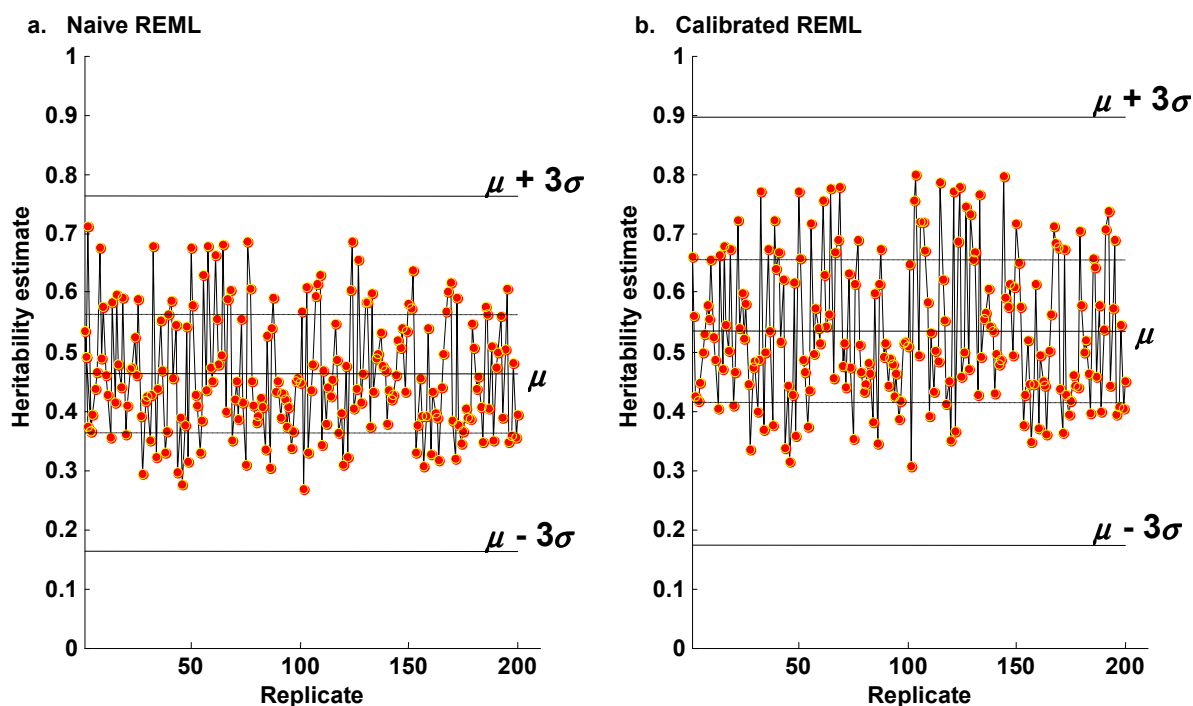 a. Naive REML
1
0.9
0.8
0.7
0.6
0.5
0.4
0.3
0.2
0.1
0
Heritability estimate
μ + 3σ
μ
μ - 3σ
50
100
150
200
Replicate
b. Calibrated REML
1
0.9
0.8
0.7
0.6
0.5
0.4
0.3
0.2
0.1
0
Heritability estimate
μ + 3σ
μ
μ - 3σ
50
100
150
200
Replicate